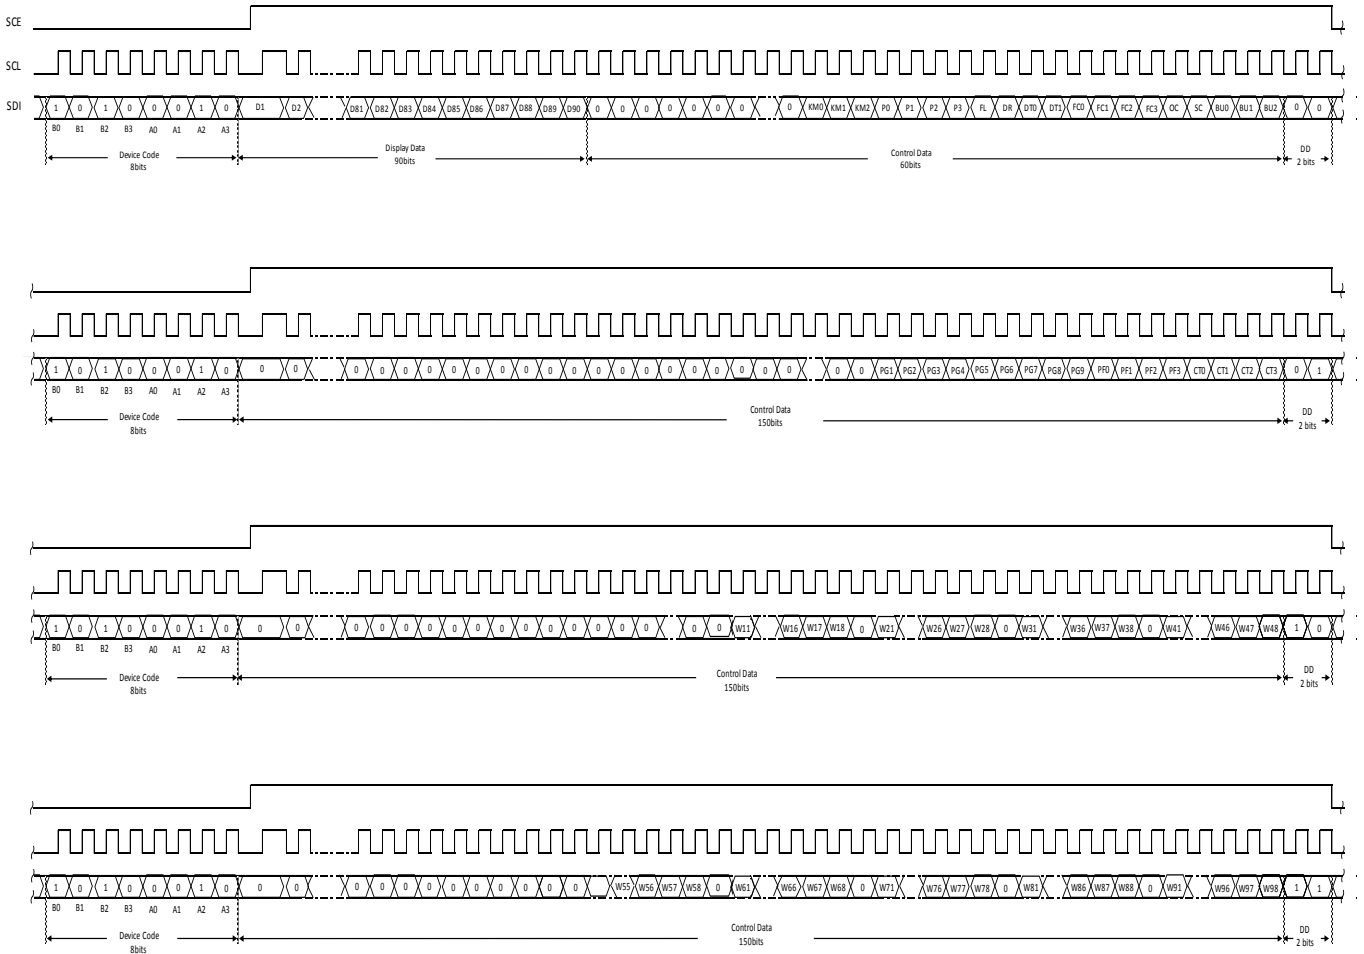 SCE
SCL
SDI 1 0 1 0 0 0 1 0 D1 D2 D81 D82 D83 D84 D85 D86 D87 D88 D89 D90 0 0 0 0 0 0 0 0 KM0 KM1 KM2 P0 P1 P2 P3 FL DR DT0 DT1 FC0 FC1 FC2 FC3 OC SC BU0 BU1 BU2 0 0
B0 B1 B2 B3 A0 A1 A2 A3
Device Code Display Data Control Data DD
8bits 90bits 60bits 2 bits
1 0 1 0 0 0 1 0 0 0 0 0 0 0 0 0 0 0 0 0 0 0 0 0 0 0 0 0 0 0 0 0 0 PG1 PG2 PG3 PG4 PG5 PG6 PG7 PG8 PG9 PF0 PF1 PF2 PF3 CT0 CT1 CT2 CT3 0 1
B0 B1 B2 B3 A0 A1 A2 A3
Device Code Control Data DD
8bits 150bits 2 bits
1 0 1 0 0 0 1 0 0 0 0 0 0 0 0 0 0 0 0 0 0 0 0 0 0 0 W11 W16 W17 W18 0 W21 W26 W27 W28 0 W31 W36 W37 W38 0 W41 W46 W47 W48 1 0
B0 B1 B2 B3 A0 A1 A2 A3
Device Code Control Data DD
8bits 150bits 2 bits
1 0 1 0 0 0 1 0 0 0 0 0 0 0 0 0 0 0 0 0 0 W55 W56 W57 W58 0 W61 W66 W67 W68 0 W71 W76 W77 W78 0 W81 W86 W87 W88 0 W91 W96 W97 W98 1 1
B0 B1 B2 B3 A0 A1 A2 A3
Device Code Control Data DD
8bits 150bits 2 bits